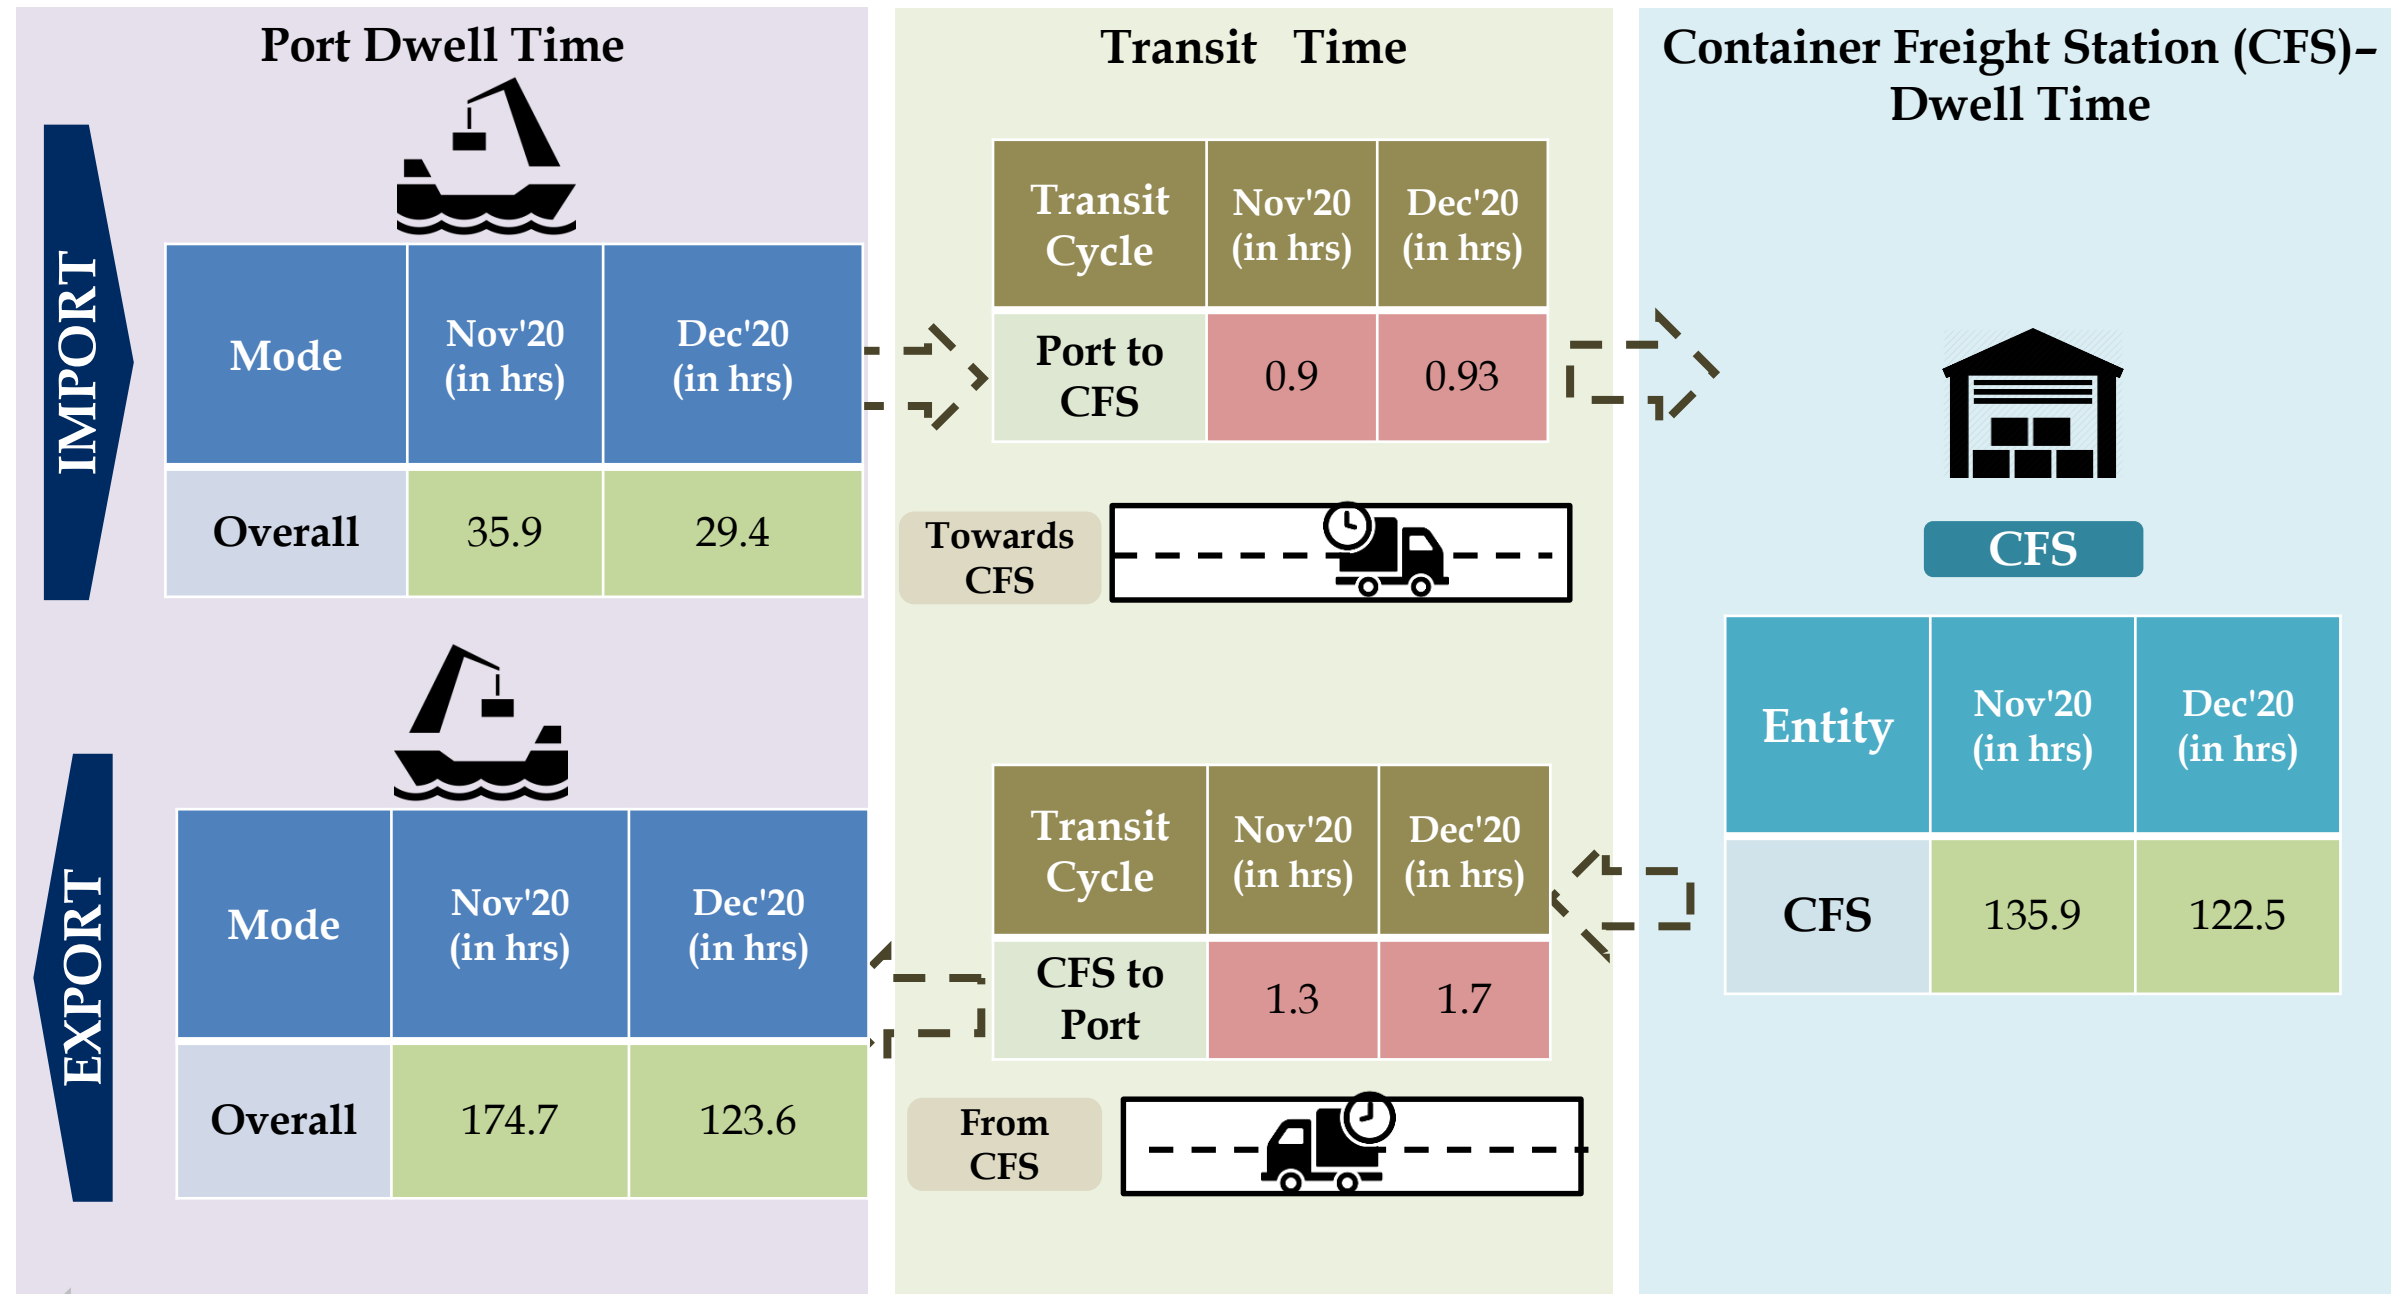 Port Dwell Time
IMPORT
Mode
Nov'20
(in hrs)
Dec'20
(in hrs)
Overall
35.9
29.4
EXPORT
Mode
Nov'20
(in hrs)
Dec'20
(in hrs)
Overall
174.7
123.6
Transit Time
Transit
Cycle
Nov'20
(in hrs)
Dec'20
(in hrs)
Port to
CFS
0.9
0.93
Towards
CFS
Transit
Cycle
Nov'20
(in hrs)
Dec'20
(in hrs)
CFS to
Port
1.3
1.7
From
CFS
Container Freight Station (CFS)–
Dwell Time
CFS
Entity
Nov'20
(in hrs)
Dec'20
(in hrs)
CFS
135.9
122.5